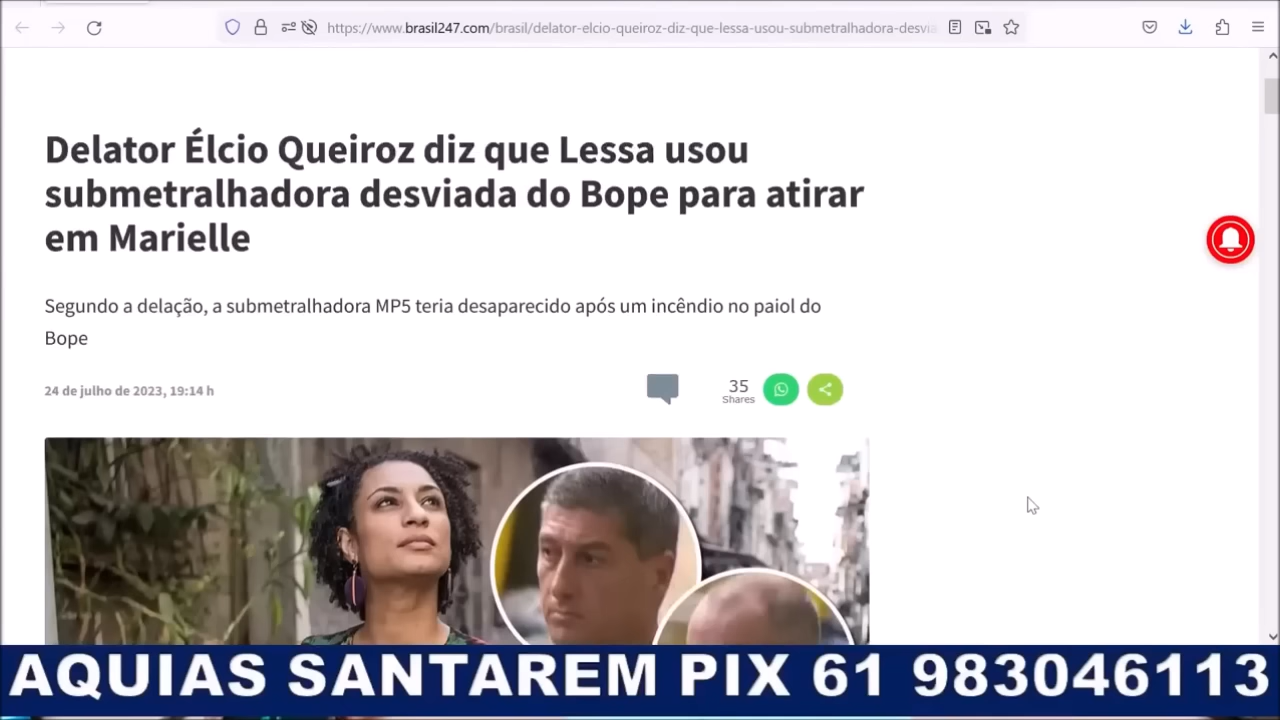 https://www.brasil247.com/brasil/delator-elcio-queiroz-diz-que-lessa-usou-submetralhadora-desvia
Delator Élcio Queiroz diz que Lessa usou
submetralhadora desviada do Bope para atirar
em Marielle
Segundo a delação, a submetralhadora MP5 teria desaparecido após um incêndio no paiol do
Bope
24 de julho de 2023, 19:14 h
35
Shares
AQUIAS SANTAREM PIX 61 983046113